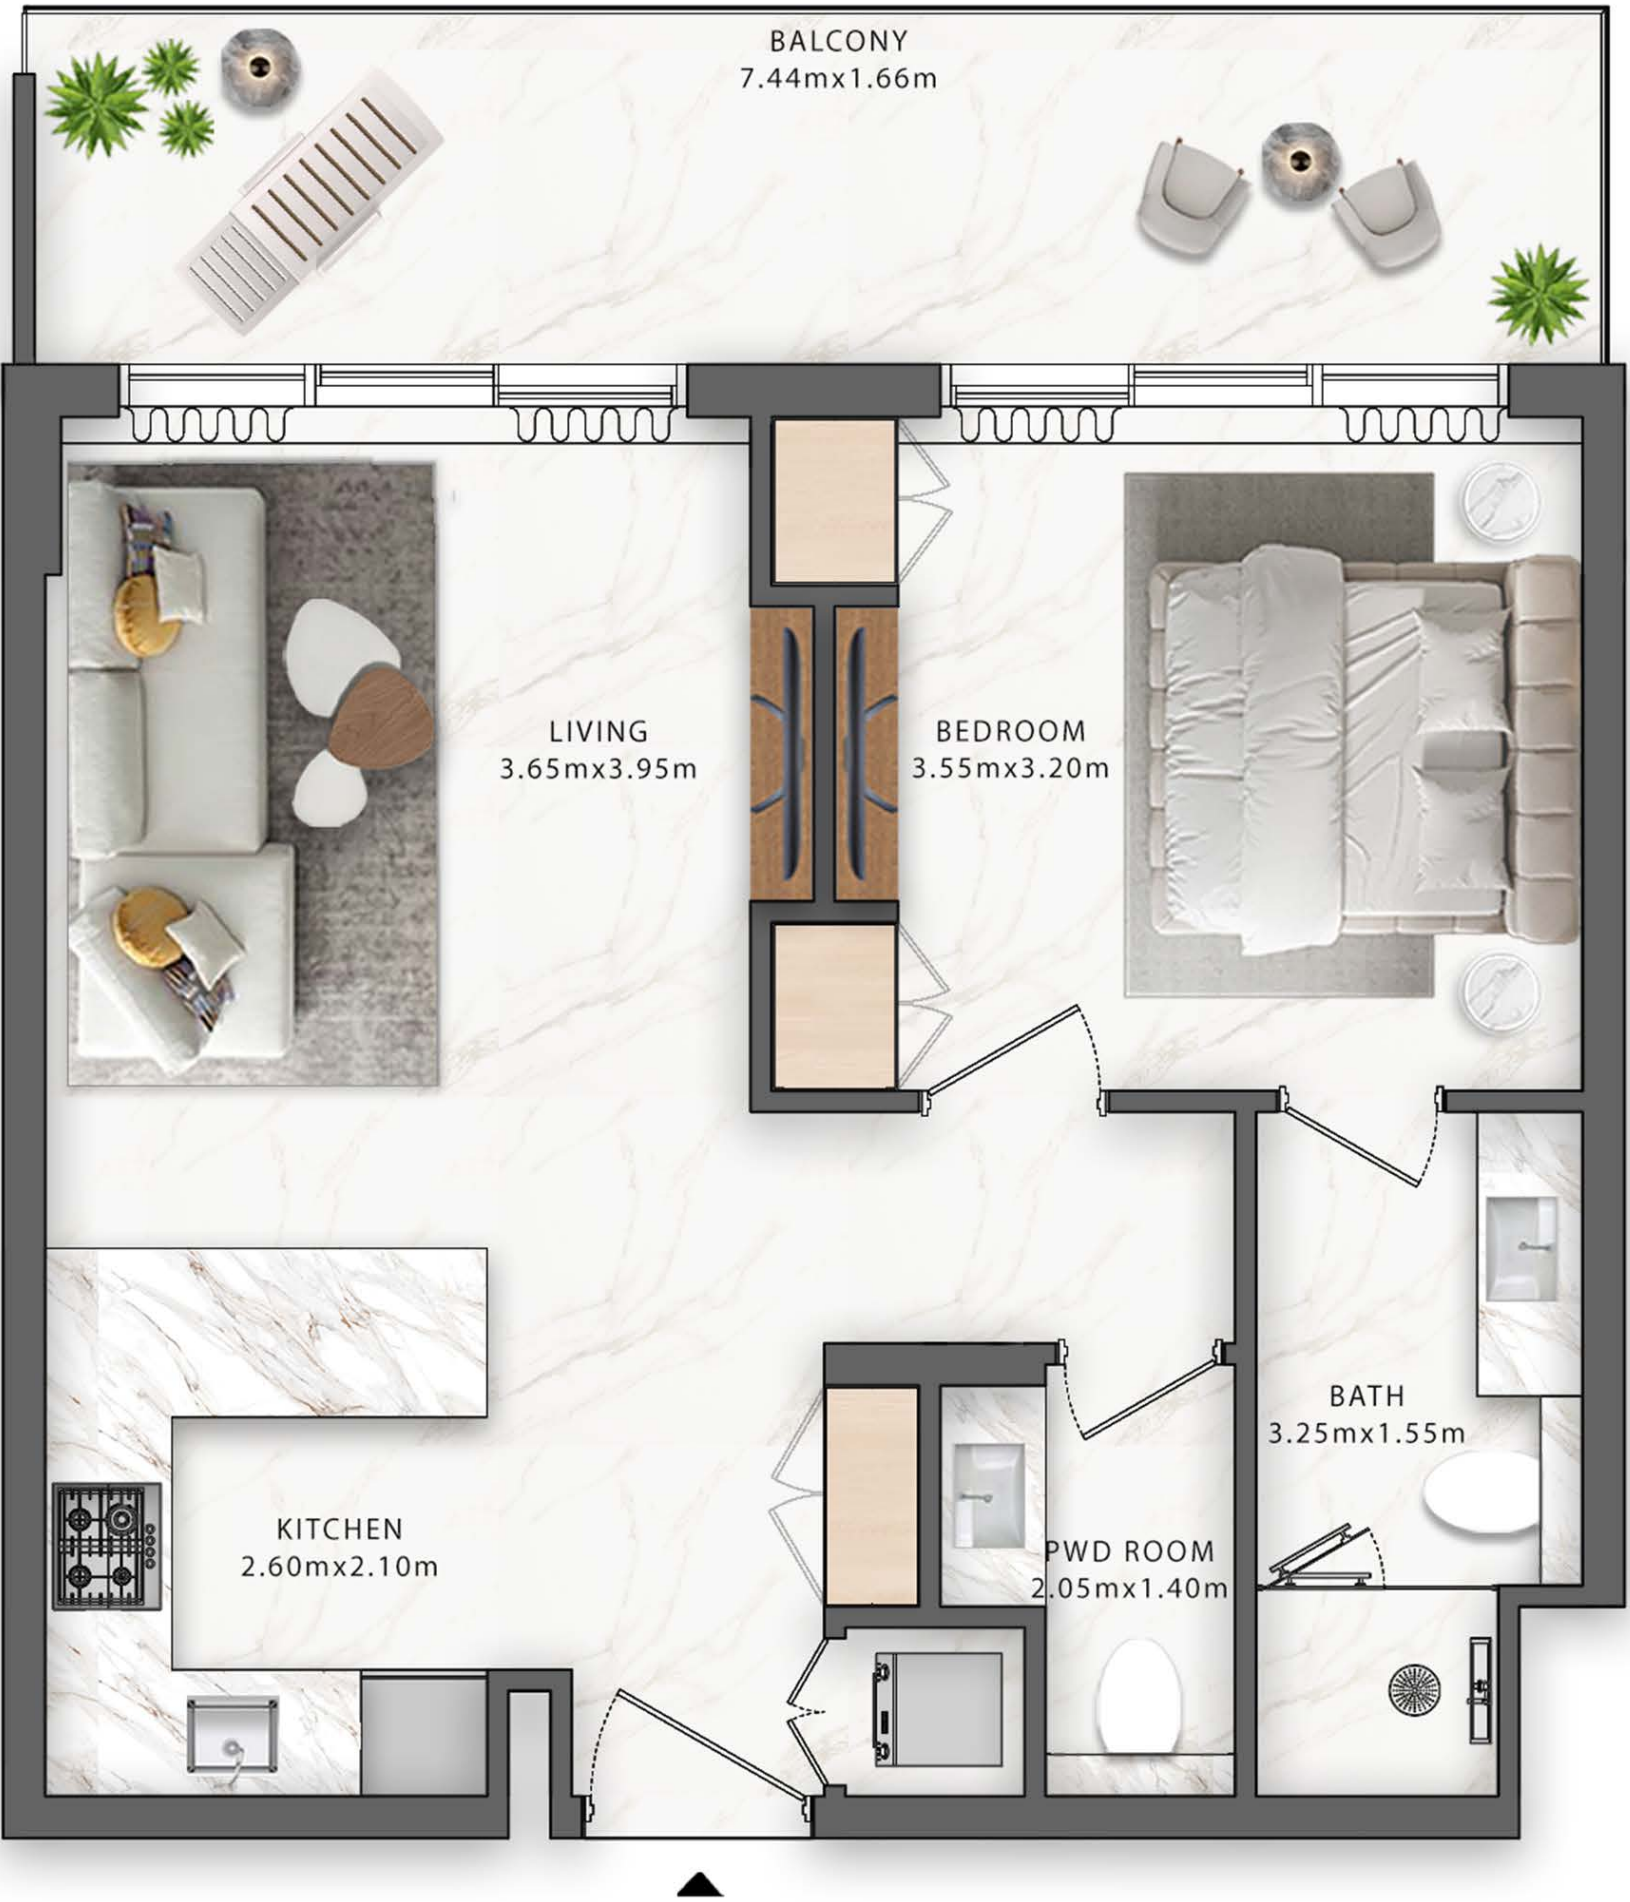 BALCONY
7.44mx1.66m
LIVING
3.65mx3.95m
BEDROOM
3.55mx3.20m
BATH
3.25mx1.55m
KITCHEN
2.60mx2.10m
PWD ROOM
2.05mx1.40m